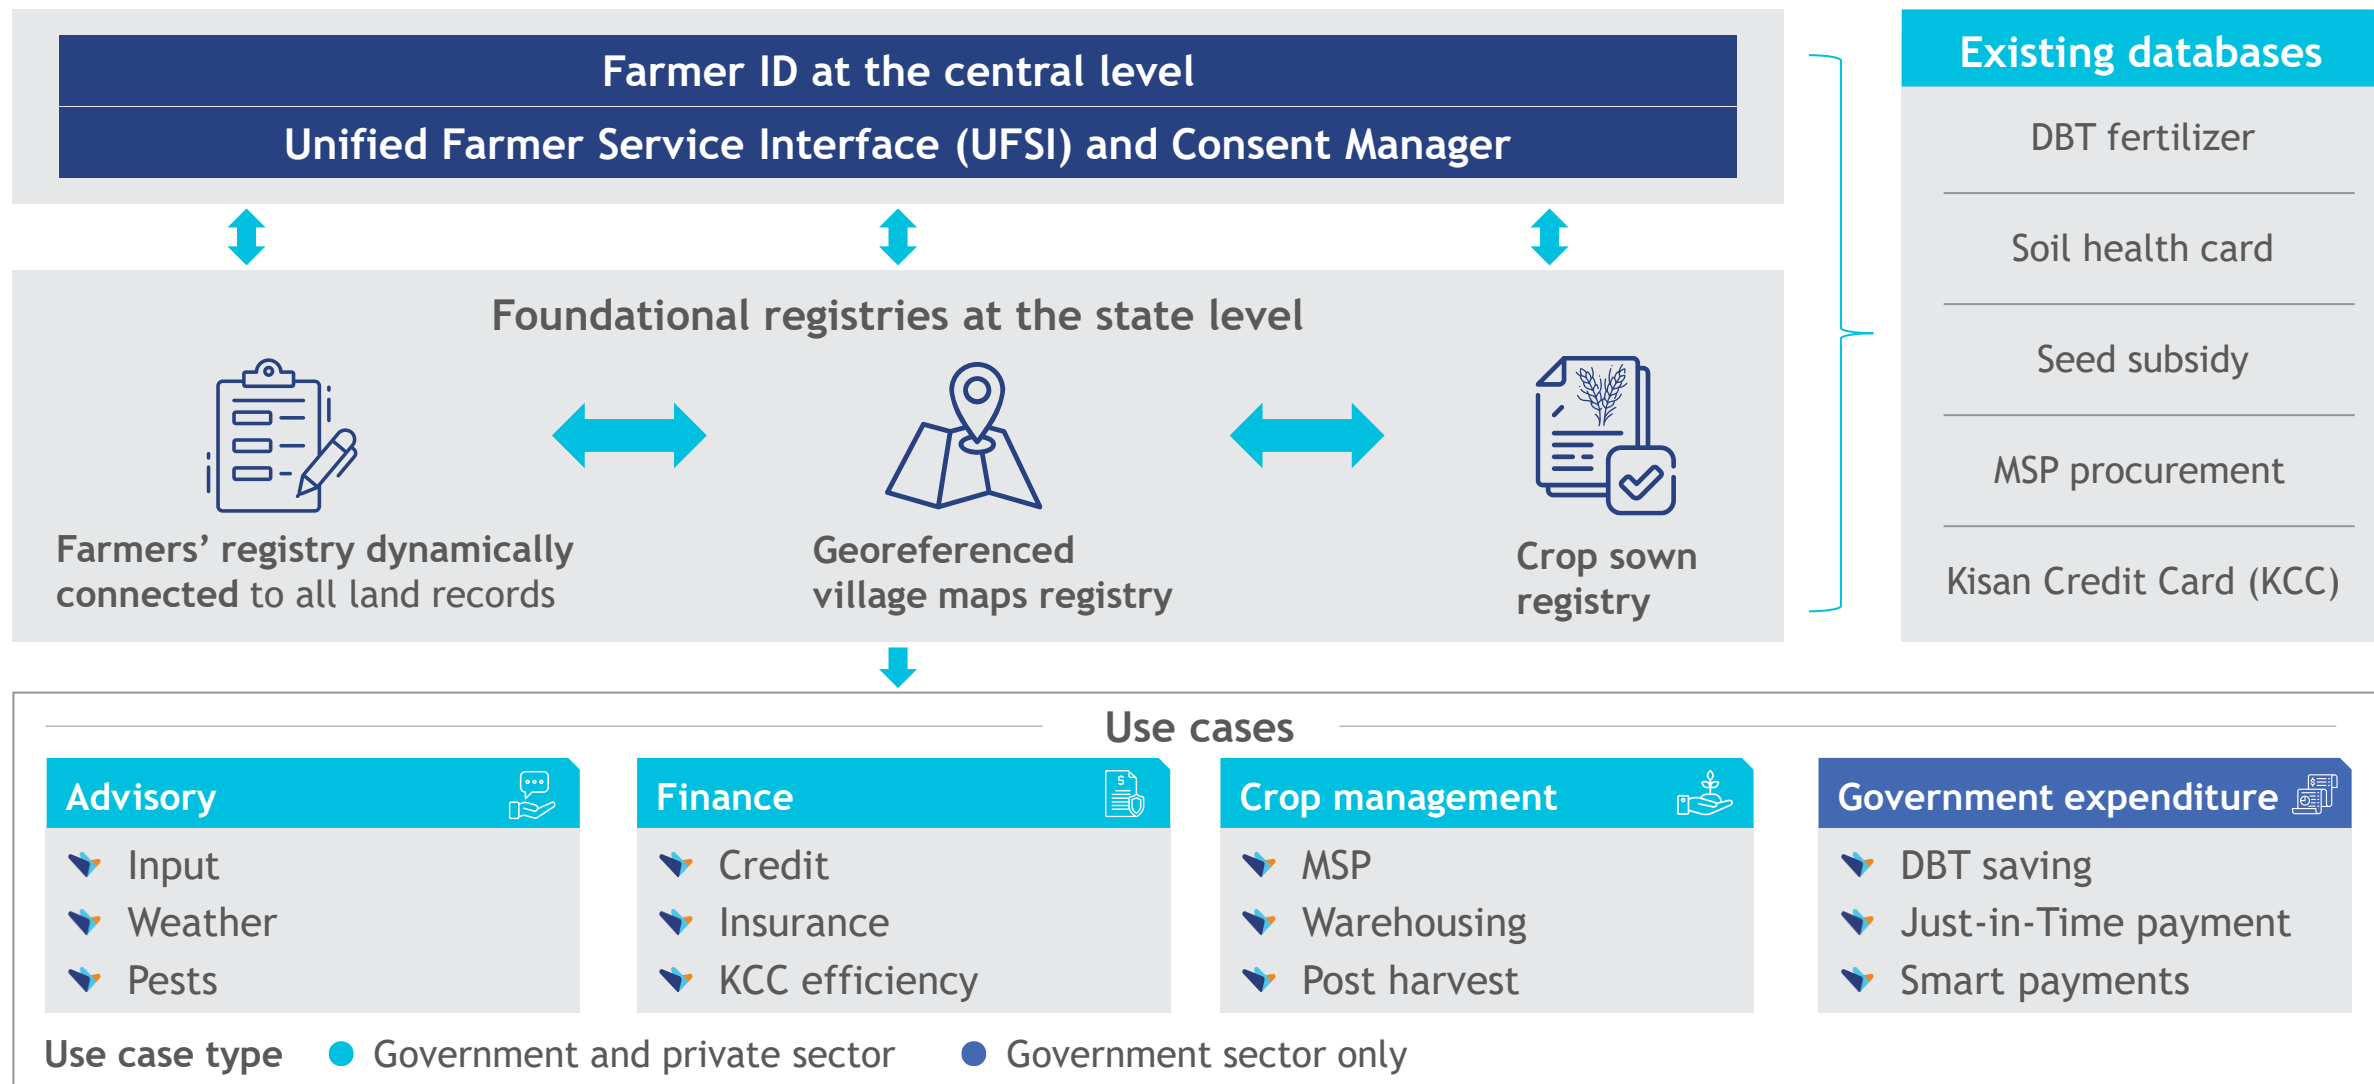 Farmer ID at the central level
Unified Farmer Service Interface (UFSI) and Consent Manager
Foundational registries at the state level
Farmers’ registry dynamically
connected to all land records
Georeferenced
village maps registry
Crop sown
registry
Existing databases
DBT fertilizer
Soil health card
Seed subsidy
MSP procurement
Kisan Credit Card (KCC)
Use cases
Advisory
Input
Weather
Pests
Finance
Credit
Insurance
KCC efficiency
Crop management
MSP
Warehousing
Post harvest
Government expenditure
DBT saving
Just-in-Time payment
Smart payments
Use case type
Government and private sector
Government sector only